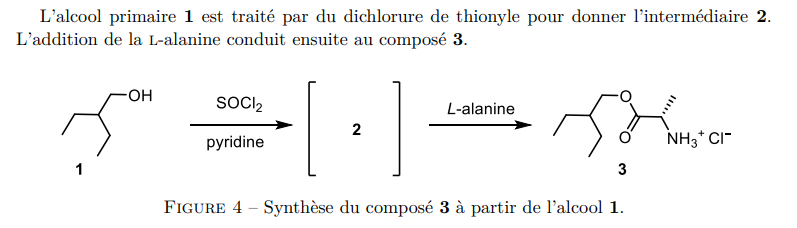 L'alcool primaire 1 est traité par du dichlorure de thionyle pour donner l'intermédiaire 2.
L'addition de la L-alanine conduit ensuite au composé 3.
OH
SOCl2
pyridine
1
2
L-alanine
O
O
NH3+ Cl−
3
FIGURE 4 – Synthèse du composé 3 à partir de l'alcool 1.